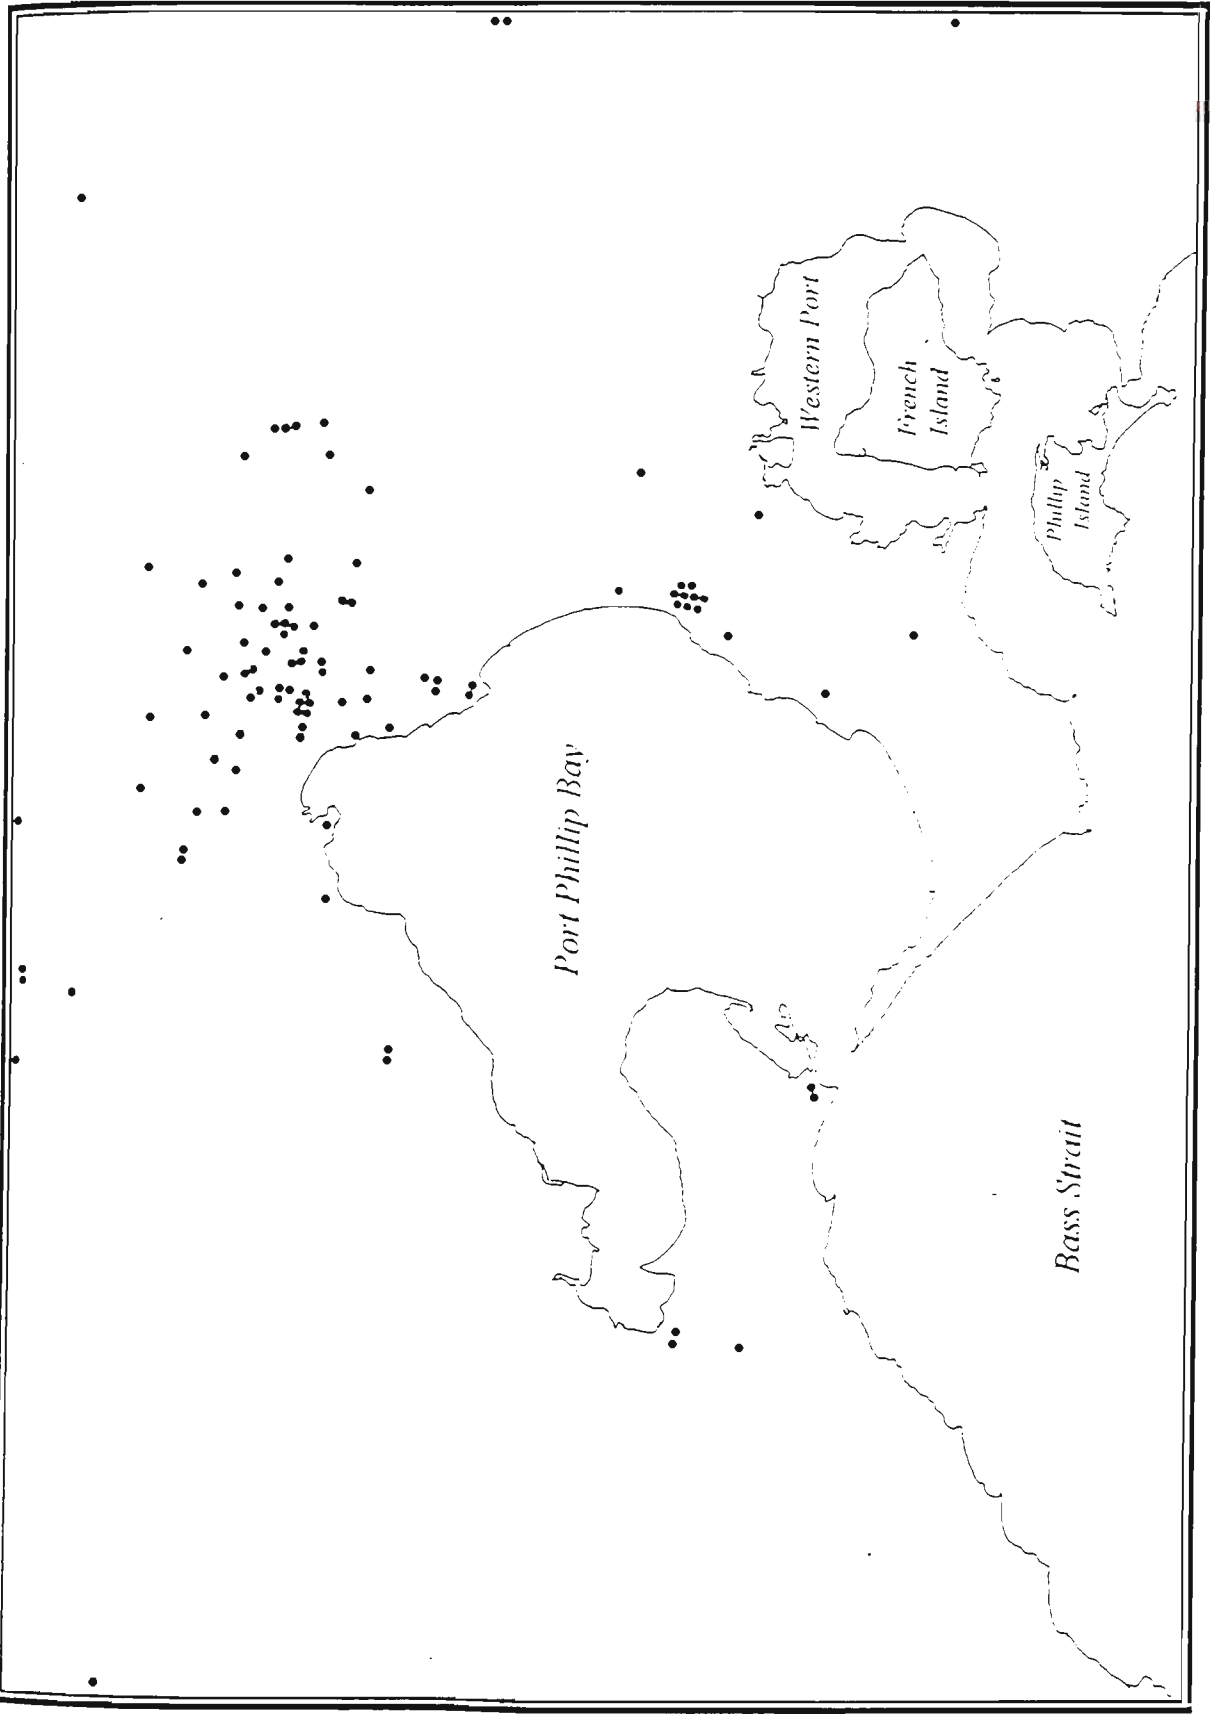 Port Phillip Bay
Western Port
French
Island
Phillip
Island
Bass Strait